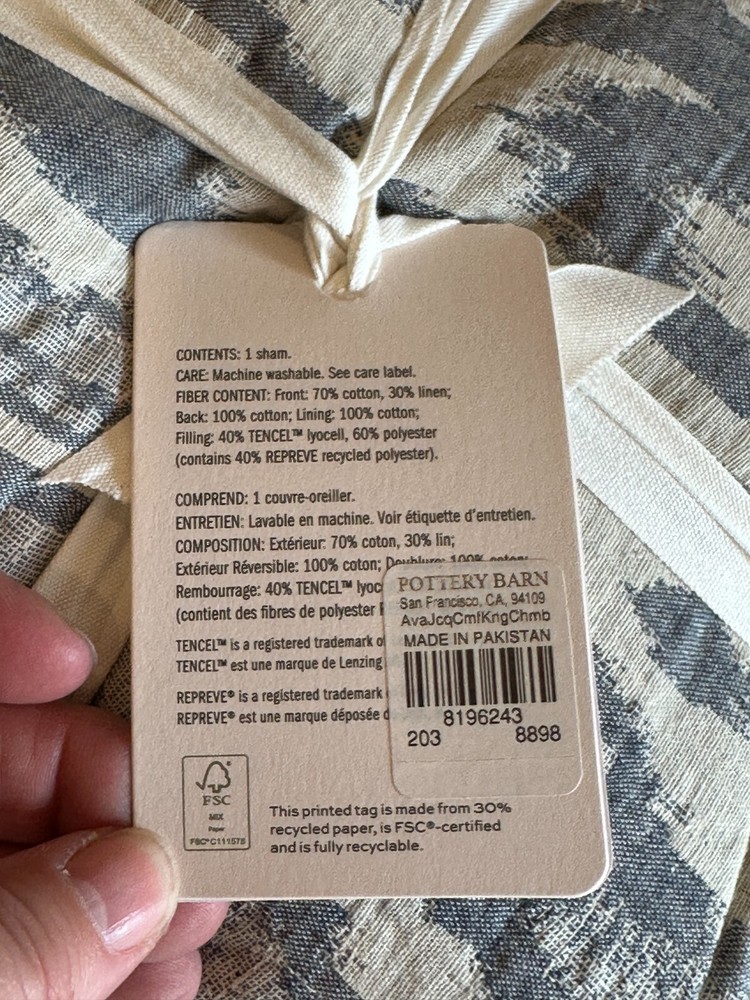 CONTENTS: 1 sham.
CARE: Machine washable. See care label.
FIBER CONTENT: Front: 70% cotton, 30% linen;
Back: 100% cotton; Lining: 100% cotton;
Filling: 40% TENCEL™ lyocell, 60% polyester
(contains 40% REPREVE recycled polyester).
COMPREND: 1 couvre-oreiller.
ENTRETIEN: Lavable en machine. Voir étiquette d'entretien.
COMPOSITION: Extérieur: 70% coton, 30% lin;
Extérieur Réversible: 100% coton; Doublure: 100% coton;
Rembourrage: 40% TENCEL™ lyoc
(contient des fibres de polyester
TENCEL™ is a registered trademark of
TENCEL™ est une marque de Lenzing
REPREVE® is a registered trademark
REPREVE® est une marque déposée d
POTTERY BARN
San Francisco, CA, 94109
AvaJcqCmfKngChmb
MADE IN PAKISTAN
8196243
203 8898
FSC
MIX
Paper
FSC® C111578
This printed tag is made from 30%
recycled paper, is FSC®-certified
and is fully recyclable.